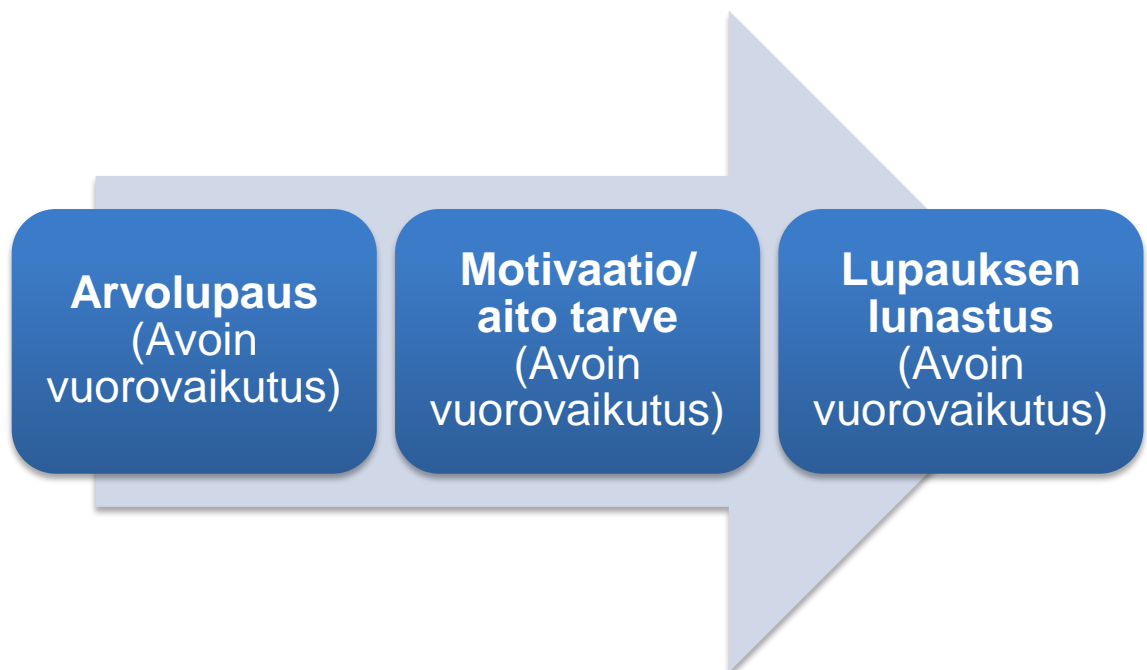 Arvolupaus
(Avoin
vuorovaikutus)
Motivaatio/
aito tarve
(Avoin
vuorovaikutus)
Lupauksen
lunastus
(Avoin
vuorovaikutus)